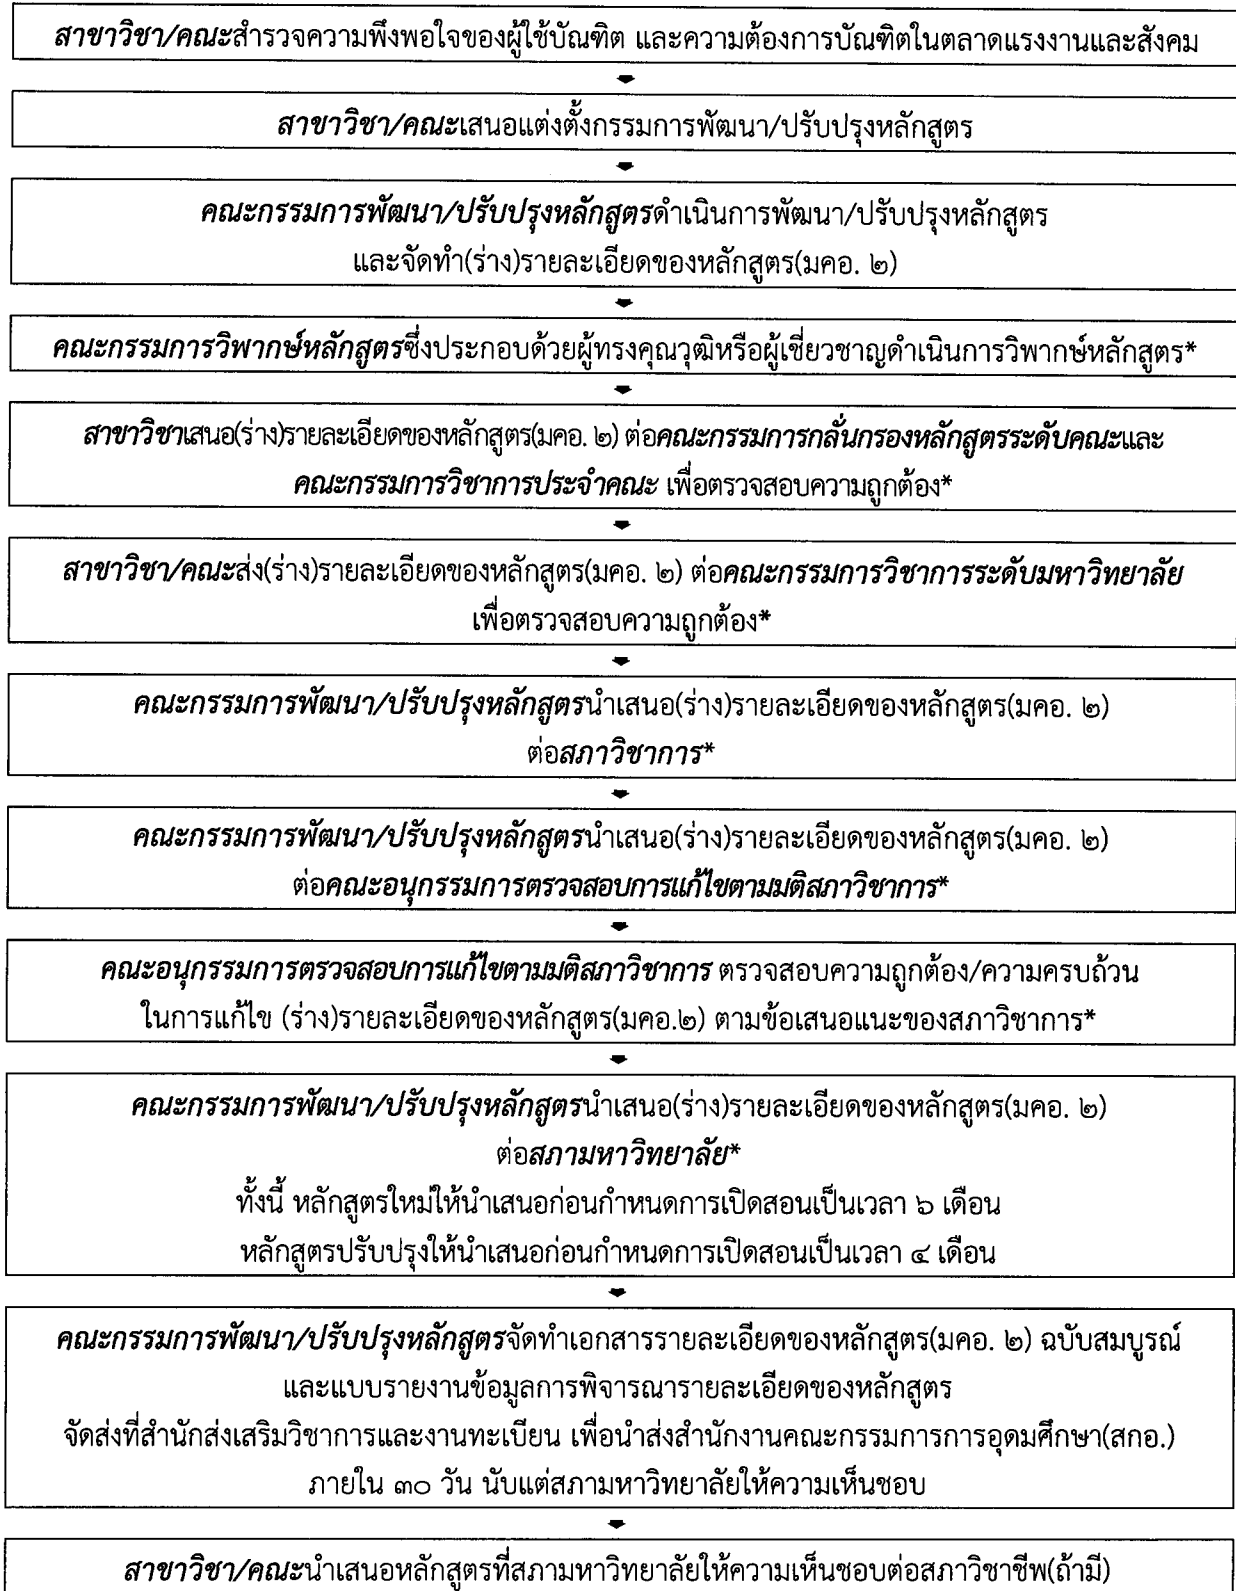 สาขาวิชา/คณะสำรวจความพึงพอใจของผู้ใช้บัณฑิต และความต้องการบัณฑิตในตลาดแรงงานและสังคม
สาขาวิชา/คณะเสนอแต่งตั้งกรรมการพัฒนา/ปรับปรุงหลักสูตร
คณะกรรมการพัฒนา/ปรับปรุงหลักสูตรดำเนินการพัฒนา/ปรับปรุงหลักสูตร
และจัดทำ(ร่าง)รายละเอียดของหลักสูตร(มคอ. ๒)
คณะกรรมการวิพากษ์หลักสูตรซึ่งประกอบด้วยผู้ทรงคุณวุฒิหรือผู้เชี่ยวชาญดำเนินการวิพากษ์หลักสูตร*
สาขาวิชาเสนอ(ร่าง)รายละเอียดของหลักสูตร(มคอ. ๒) ต่อคณะกรรมการกลั่นกรองหลักสูตรระดับคณะและ
คณะกรรมการวิชาการประจำคณะ เพื่อตรวจสอบความถูกต้อง*
สาขาวิชา/คณะส่ง(ร่าง)รายละเอียดของหลักสูตร(มคอ. ๒) ต่อคณะกรรมการวิชาการระดับมหาวิทยาลัย
เพื่อตรวจสอบความถูกต้อง*
คณะกรรมการพัฒนา/ปรับปรุงหลักสูตรนำเสนอ(ร่าง)รายละเอียดของหลักสูตร(มคอ. ๒)
ต่อสภาวิชาการ*
คณะกรรมการพัฒนา/ปรับปรุงหลักสูตรนำเสนอ(ร่าง)รายละเอียดของหลักสูตร(มคอ. ๒)
ต่อคณะอนุกรรมการตรวจสอบการแก้ไขตามมติสภาวิชาการ*
คณะอนุกรรมการตรวจสอบการแก้ไขตามมติสภาวิชาการ ตรวจสอบความถูกต้อง/ความครบถ้วน
ในการแก้ไข (ร่าง)รายละเอียดของหลักสูตร(มคอ.๒) ตามข้อเสนอแนะของสภาวิชาการ*
คณะกรรมการพัฒนา/ปรับปรุงหลักสูตรนำเสนอ(ร่าง)รายละเอียดของหลักสูตร(มคอ. ๒)
ต่อสภามหาวิทยาลัย*
ทั้งนี้ หลักสูตรใหม่ให้นำเสนอก่อนกำหนดการเปิดสอนเป็นเวลา ๖ เดือน
หลักสูตรปรับปรุงให้นำเสนอก่อนกำหนดการเปิดสอนเป็นเวลา ๔ เดือน
คณะกรรมการพัฒนา/ปรับปรุงหลักสูตรจัดทำเอกสารรายละเอียดของหลักสูตร(มคอ. ๒) ฉบับสมบูรณ์
และแบบรายงานข้อมูลการพิจารณารายละเอียดของหลักสูตร
จัดส่งที่สำนักส่งเสริมวิชาการและงานทะเบียน เพื่อนำส่งสำนักงานคณะกรรมการการอุดมศึกษา(สกอ.)
ภายใน ๓๐ วัน นับแต่สภามหาวิทยาลัยให้ความเห็นชอบ
สาขาวิชา/คณะนำเสนอหลักสูตรที่สภามหาวิทยาลัยให้ความเห็นชอบต่อสภาวิชาชีพ(ถ้ามี)